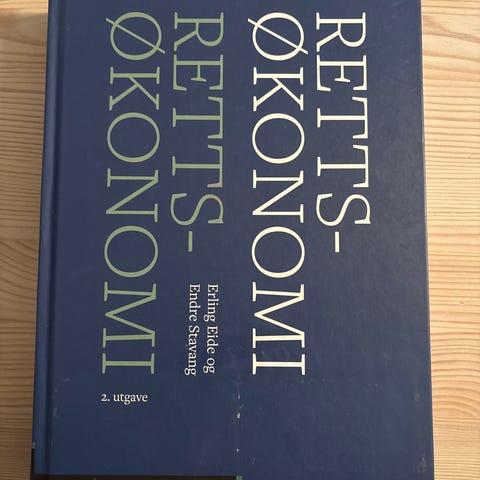 RETTS-
ØKONOMI
RETTS-
ØKONOMI
Erling Eide og
Endre Stavang
2. utgave